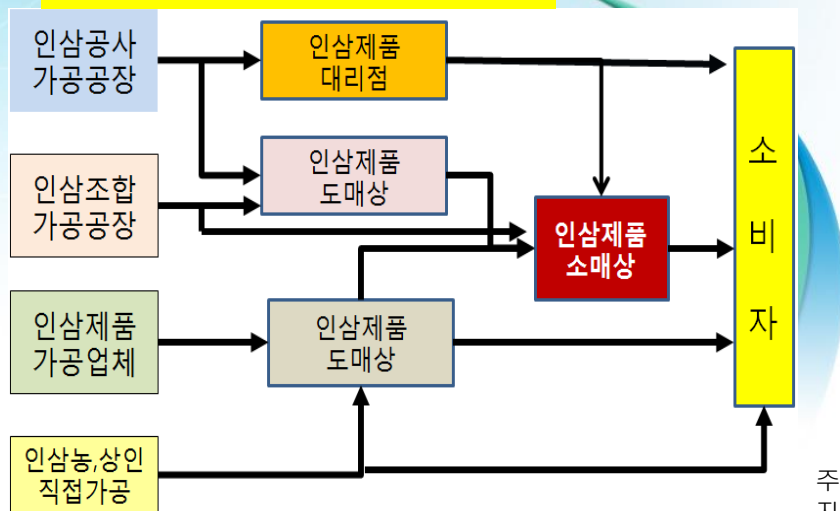 인삼공사
가공공장
인삼제품
대리점
인삼조합
가공공장
인삼제품
도매상
인삼제품
소매상
인삼제품
가공업체
인삼제품
도매상
인삼농,상인
직접가공
소
비
자
주